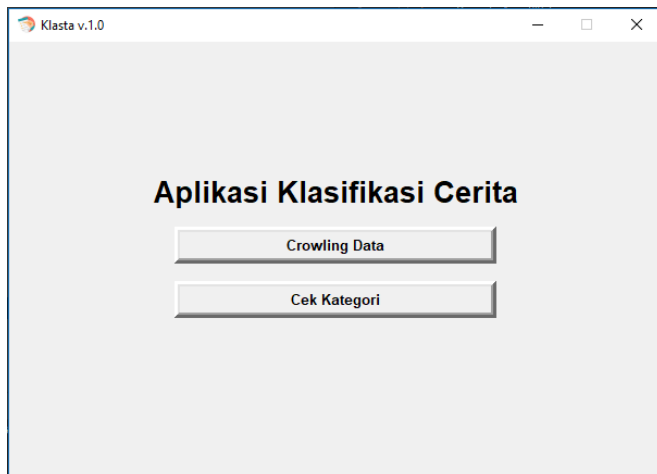 Klasta v.1.0
Aplikasi Klasifikasi Cerita
Crowling Data
Cek Kategori